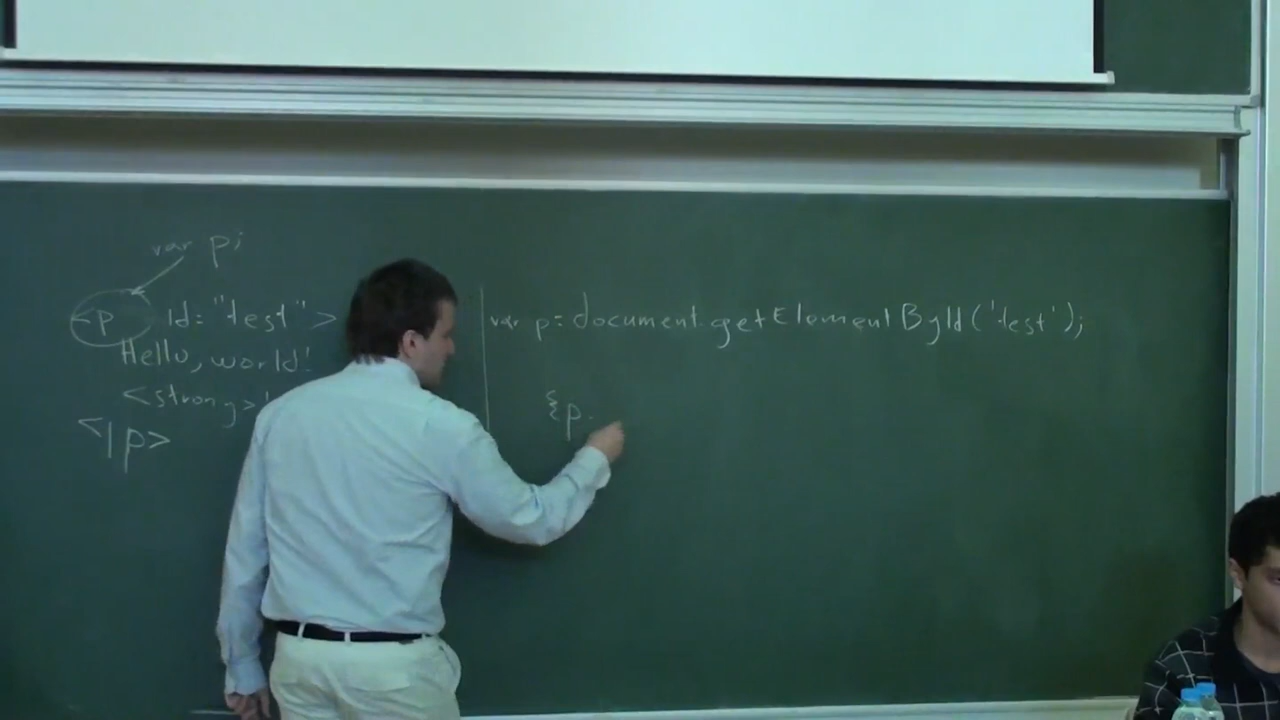 var p;
<p id="test">
Hello, world!
<strong>
</p>
var p = document.getElementById('test');
{p.